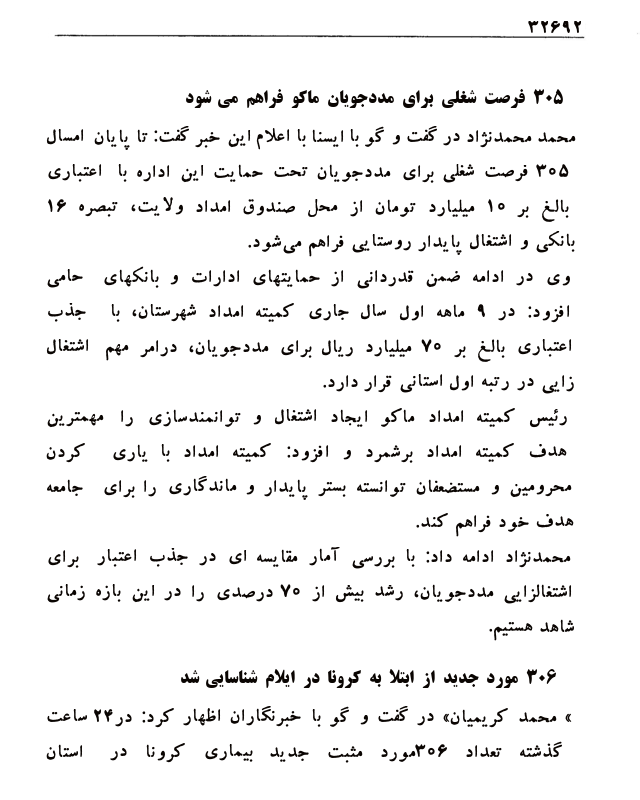 ۳۲۶۹۲
۳۰۵ فرصت شغلی برای مددجویان ماکو فراهم می شود
محمد محمدنژاد در گفت و گو با ایسنا با اعلام این خبر گفت: تا پایان امسال
۳۰۵ فرصت شغلی برای مددجویان تحت حمایت این اداره با اعتباری
بالغ بر ۱۰ میلیارد تومان از محل صندوق امداد ولایت، تبصره ۱۶
بانکی و اشتغال پایدار روستایی فراهم می‌شود.
وی در ادامه ضمن قدردانی از حمایتهای ادارات و بانکهای حامی
افزود: در ۹ ماهه اول سال جاری کمیته امداد شهرستان، با جذب
اعتباری بالغ بر ۷۰ میلیارد ریال برای مددجویان، درامر مهم اشتغال
زایی در رتبه اول استانی قرار دارد.
رئیس کمیته امداد ماکو ایجاد اشتغال و توانمندسازی را مهمترین
هدف کمیته امداد برشمرد و افزود: کمیته امداد با یاری کردن
محرومین و مستضعفان توانسته بستر پایدار و ماندگاری را برای جامعه
هدف خود فراهم کند.
محمدنژاد ادامه داد: با بررسی آمار مقایسه ای در جذب اعتبار برای
اشتغالزایی مددجویان، رشد بیش از ۷۰ درصدی را در این بازه زمانی
شاهد هستیم.
۳۰۶ مورد جدید از ابتلا به کرونا در ایلام شناسایی شد
» محمد کریمیان» در گفت و گو با خبرنگاران اظهار کرد: در۲۴ ساعت
گذشته تعداد ۳۰۶مورد مثبت جدید بیماری کرونا در استان